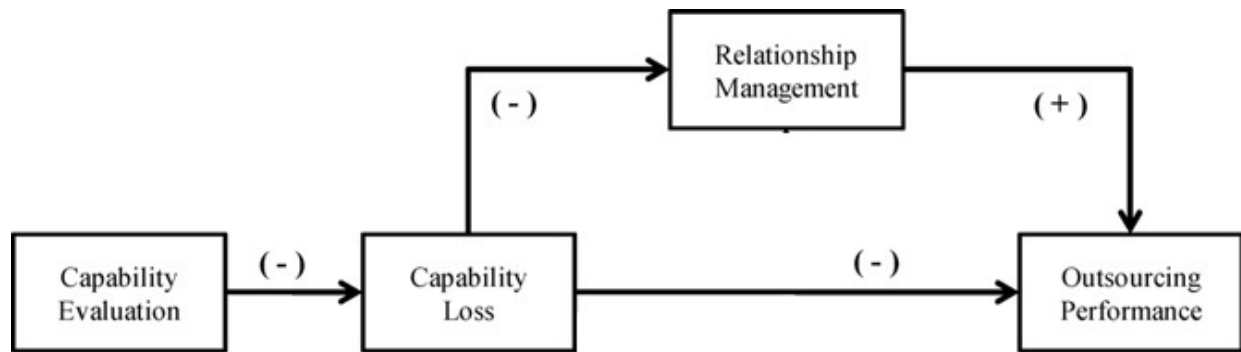 Relationship
Management
( - )
( + )
Capability
Evaluation
( - )
Capability
Loss
( - )
Outsourcing
Performance